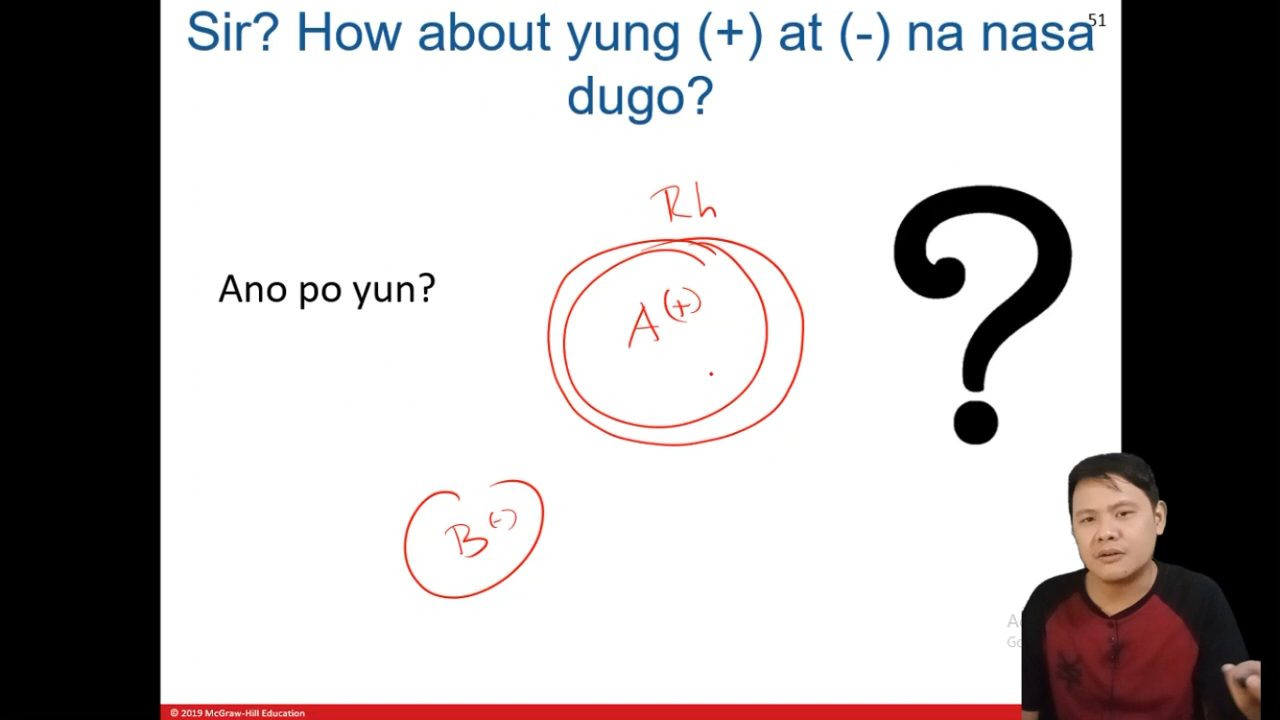 51
Sir? How about yung (+) at (-) na nasa
dugo?
Rh
Ano po yun?
A(+)
B(-)
© 2019 McGraw-Hill Education